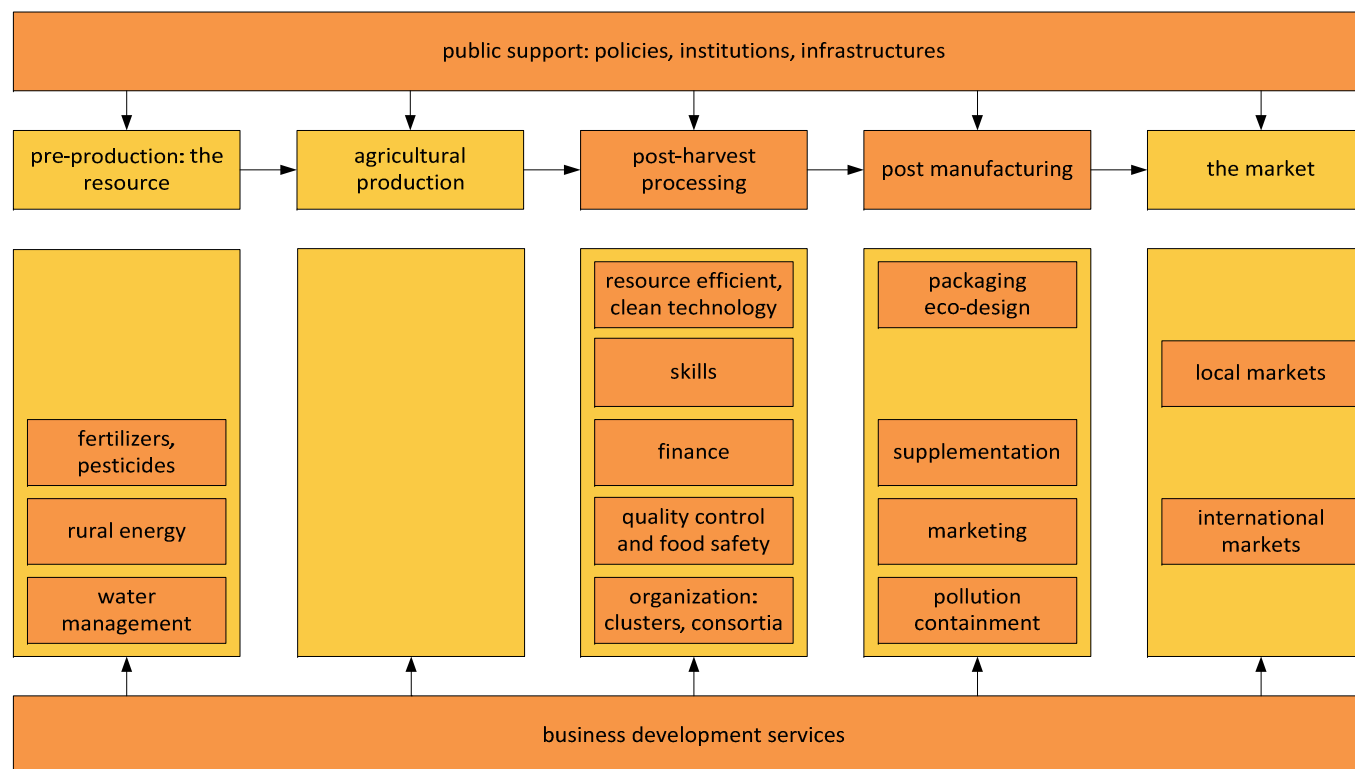 public support: policies, institutions, infrastructures
pre-production: the
resource
agricultural
production
post-harvest
processing
post manufacturing
the market
fertilizers,
pesticides
rural energy
water
management
resource efficient,
clean technology
skills
finance
quality control
and food safety
organization:
clusters, consortia
packaging
eco-design
supplementation
marketing
pollution
containment
local markets
international
markets
business development services